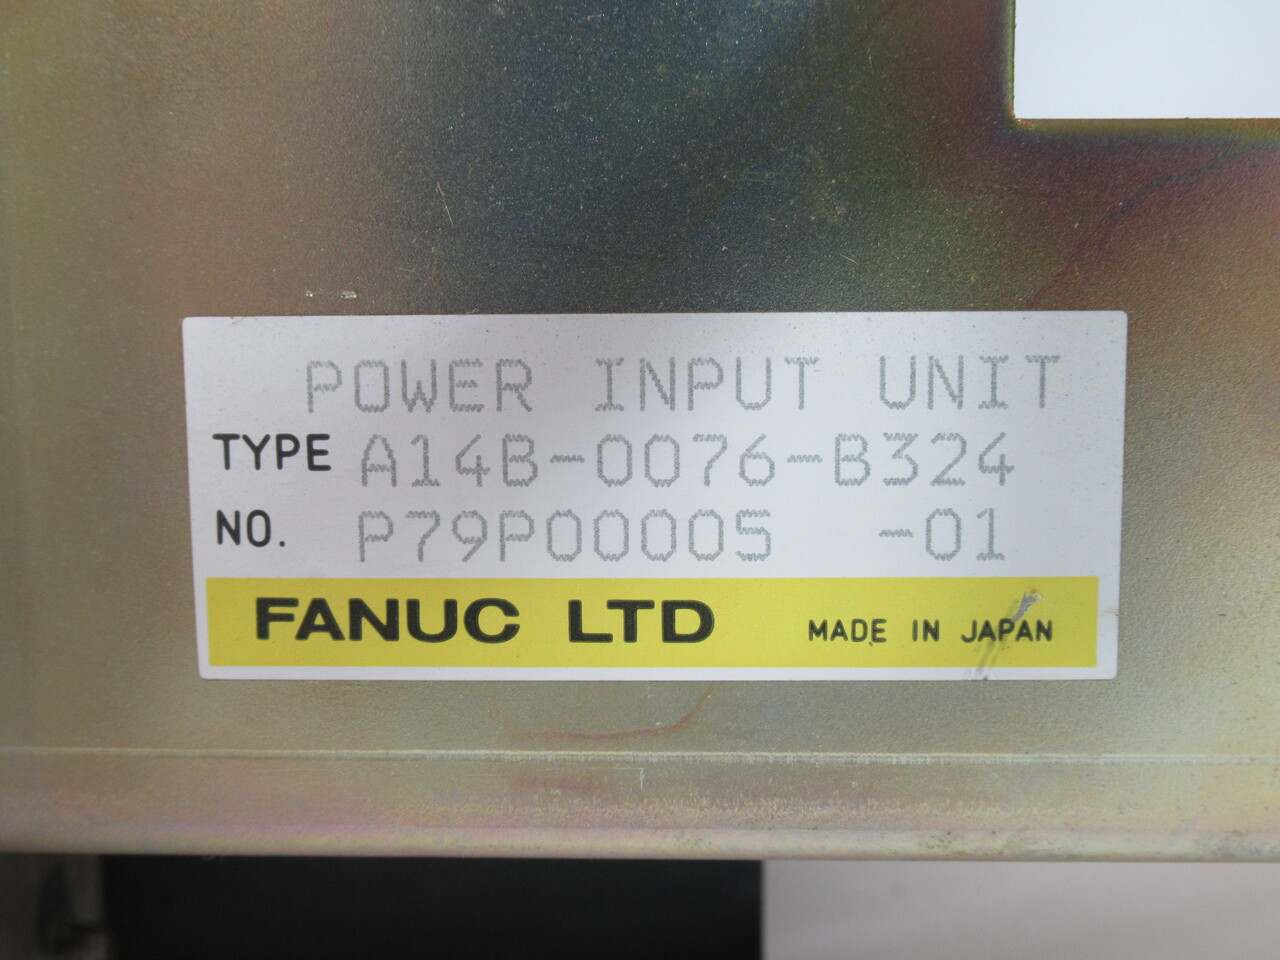 POWER INPUT UNIT
TYPE A14B-0076-B324
NO. P79P00005 -01
FANUC LTD MADE IN JAPAN